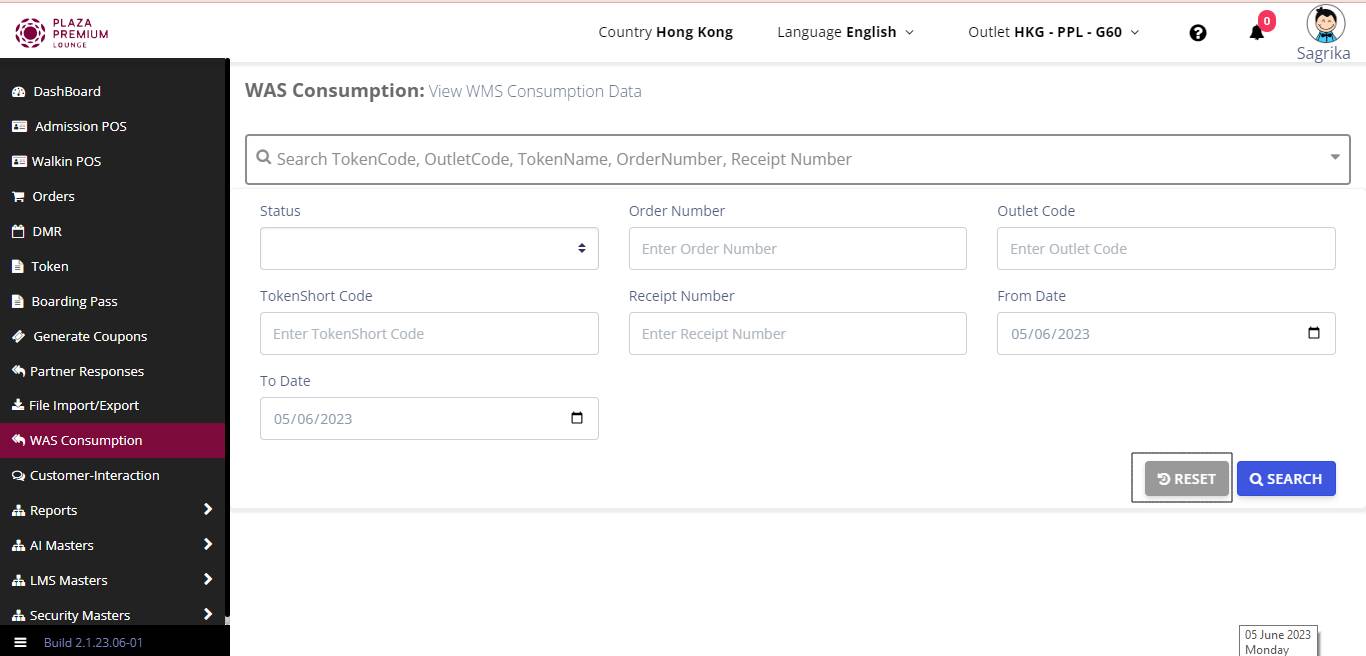 PLAZA
PREMIUM
LOUNGE
Country Hong Kong
Language English
Outlet HKG - PPL - G60
0
Sagrika
DashBoard
Admission POS
Walkin POS
Orders
DMR
Token
Boarding Pass
Generate Coupons
Partner Responses
File Import/Export
WAS Consumption
Customer-Interaction
Reports
AI Masters
LMS Masters
Security Masters
Build 2.1.23.06-01
WAS Consumption: View WMS Consumption Data
Search TokenCode, OutletCode, TokenName, OrderNumber, Receipt Number
Status
Order Number
Outlet Code
Enter Order Number
Enter Outlet Code
TokenShort Code
Receipt Number
From Date
Enter TokenShort Code
Enter Receipt Number
05/06/2023
To Date
05/06/2023
RESET
SEARCH
05 June 2023
Monday